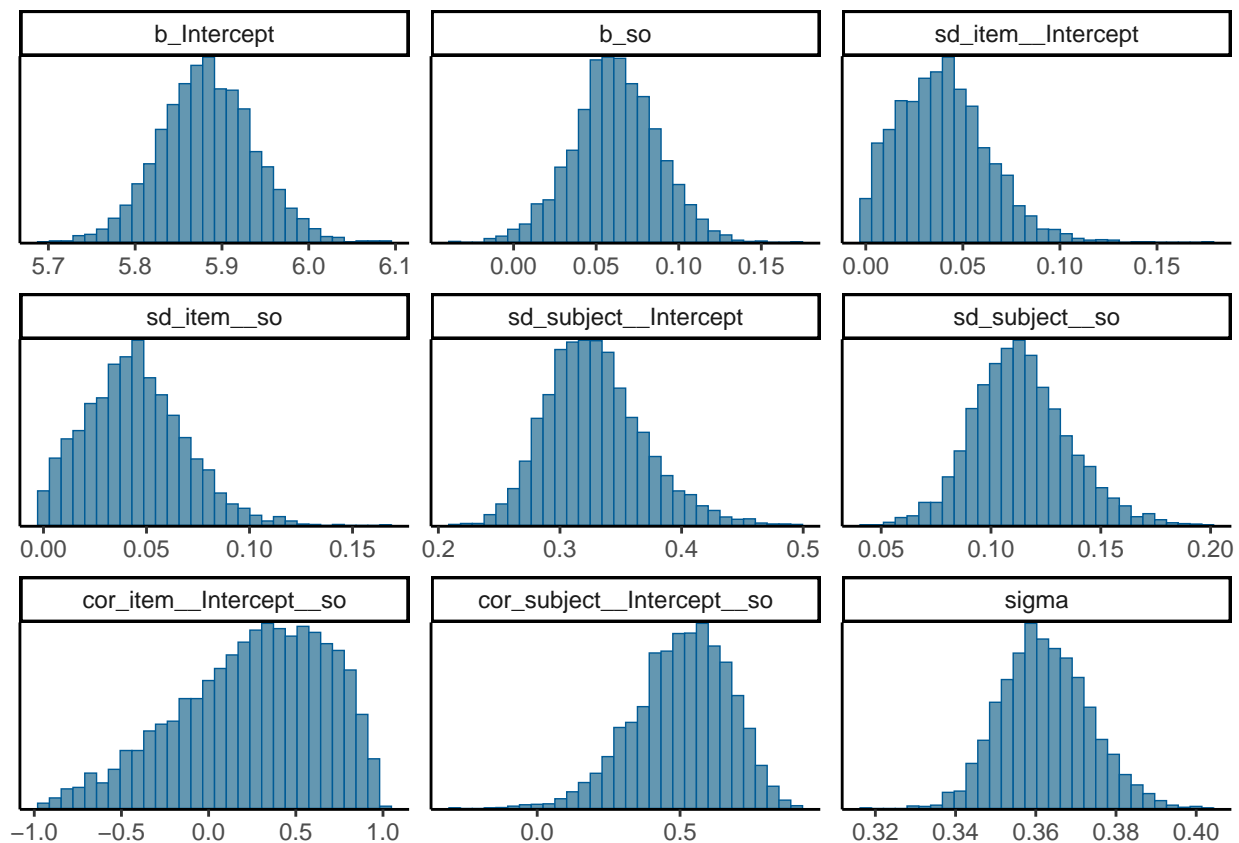 b_Intercept b_so sd_item__Intercept
5.7 5.8 5.9 6.0 6.1 0.00 0.05 0.10 0.15 0.00 0.05 0.10 0.15
sd_item__so sd_subject__Intercept sd_subject__so
0.00 0.05 0.10 0.15 0.2 0.3 0.4 0.5 0.05 0.10 0.15 0.20
cor_item__Intercept__so cor_subject__Intercept__so sigma
−1.0 −0.5 0.0 0.5 1.0 0.0 0.5 0.32 0.34 0.36 0.38 0.40